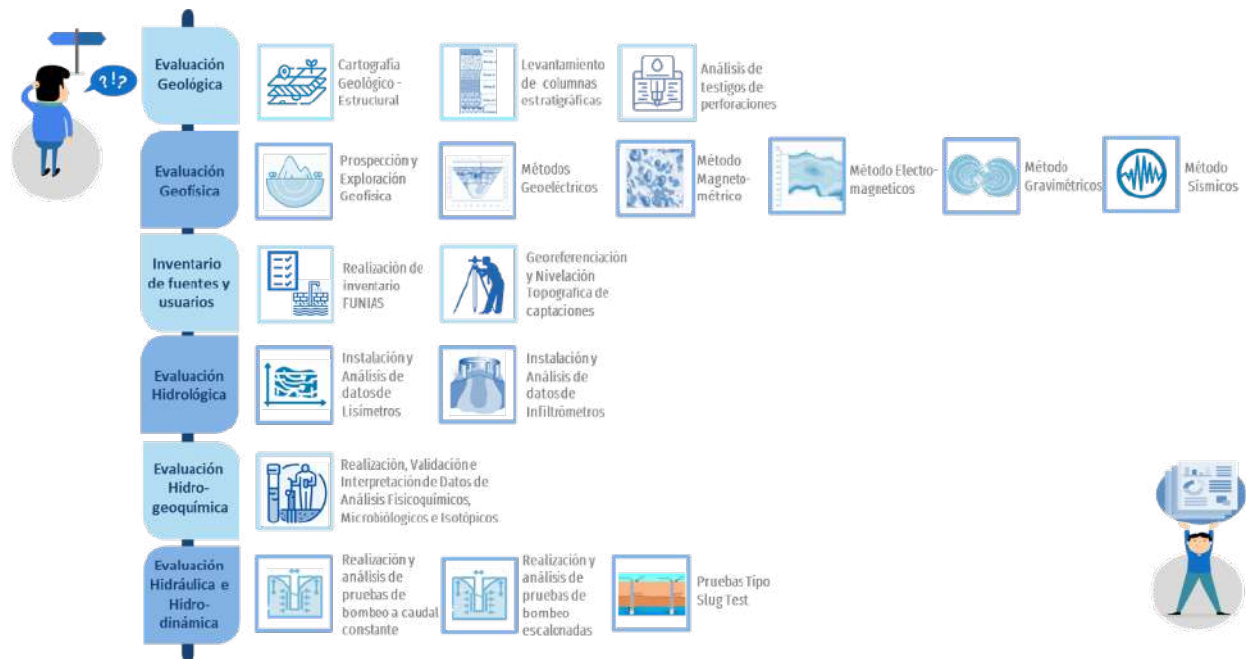 ?!?
Evaluación
Geológica
Cartografía
Geológico -
Estructural
Levantamiento
de columnas
estratigráficas
Análisis de
testigos de
perforaciones
Evaluación
Geofísica
Prospección y
Exploración
Geofísica
Métodos
Geoeléctricos
Método
Magneto-
métrico
Método Electro-
magneticos
Método
Gravimétricos
Método
Sísmicos
Inventario
de fuentes y
usuarios
Realización de
inventario
FUNIAS
Georeferenciación
y Nivelación
Topografica de
captaciones
Evaluación
Hidrológica
Instalación y
Análisis de
datos de
Lisímetros
Instalación y
Análisis de
datos de
Infiltrómetros
Evaluación
Hidro-
geoquímica
Realización, Validación e
Interpretación de Datos de
Análisis Fisicoquímicos,
Microbiólogicos e Isotópicos.
Evaluación
Hidráulica e
Hidro-
dinámica
Realización y
análisis de
pruebas de
bombeo a caudal
constante
Realización y
análisis de
pruebas de
bombeo
escalonadas
Pruebas Tipo
Slug Test